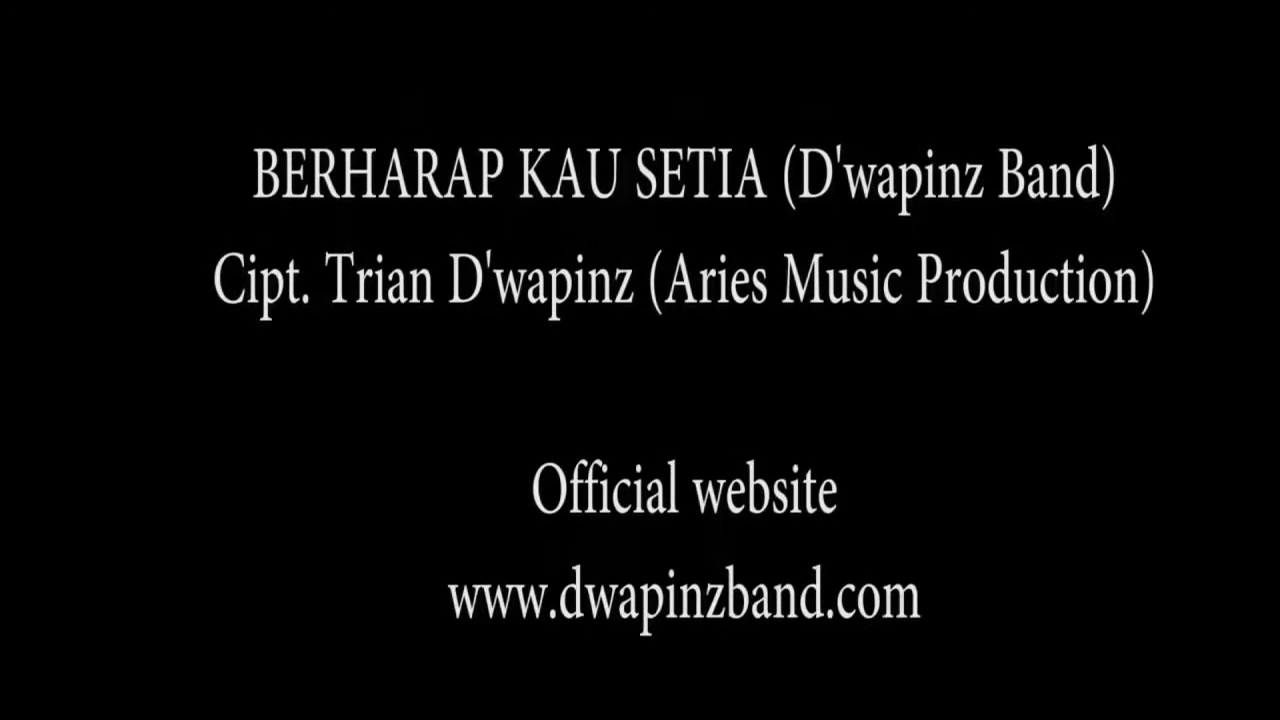 BERHARAP KAU SETIA (D'wapinz Band)
Cipt. Trian D'wapinz (Aries Music Production)
Official website
www.dwapinzband.com